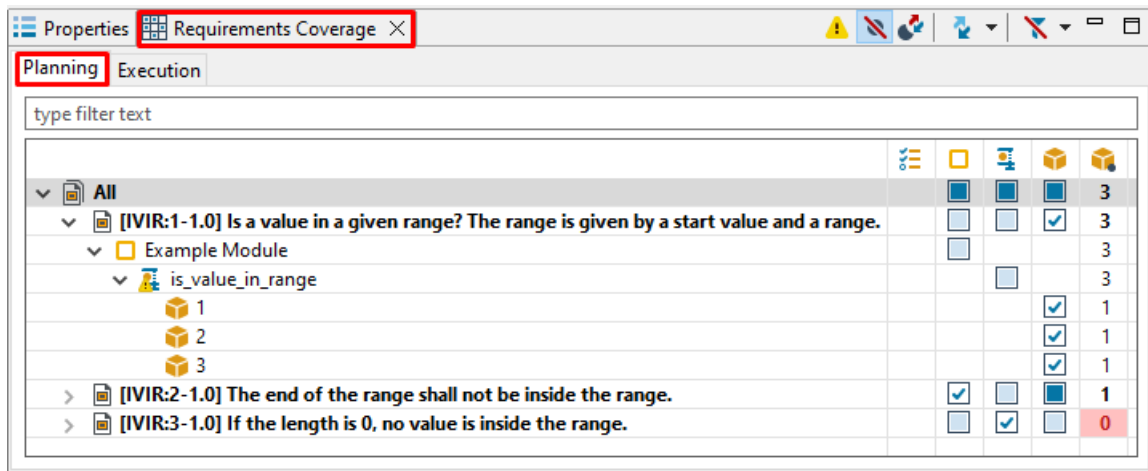 Properties Requirements Coverage
Planning Execution
type filter text
All 3
[IVIR:1-1.0] Is a value in a given range? The range is given by a start value and a range. 3
Example Module 3
is_value_in_range 3
1 1
2 1
3 1
[IVIR:2-1.0] The end of the range shall not be inside the range. 1
[IVIR:3-1.0] If the length is 0, no value is inside the range. 0